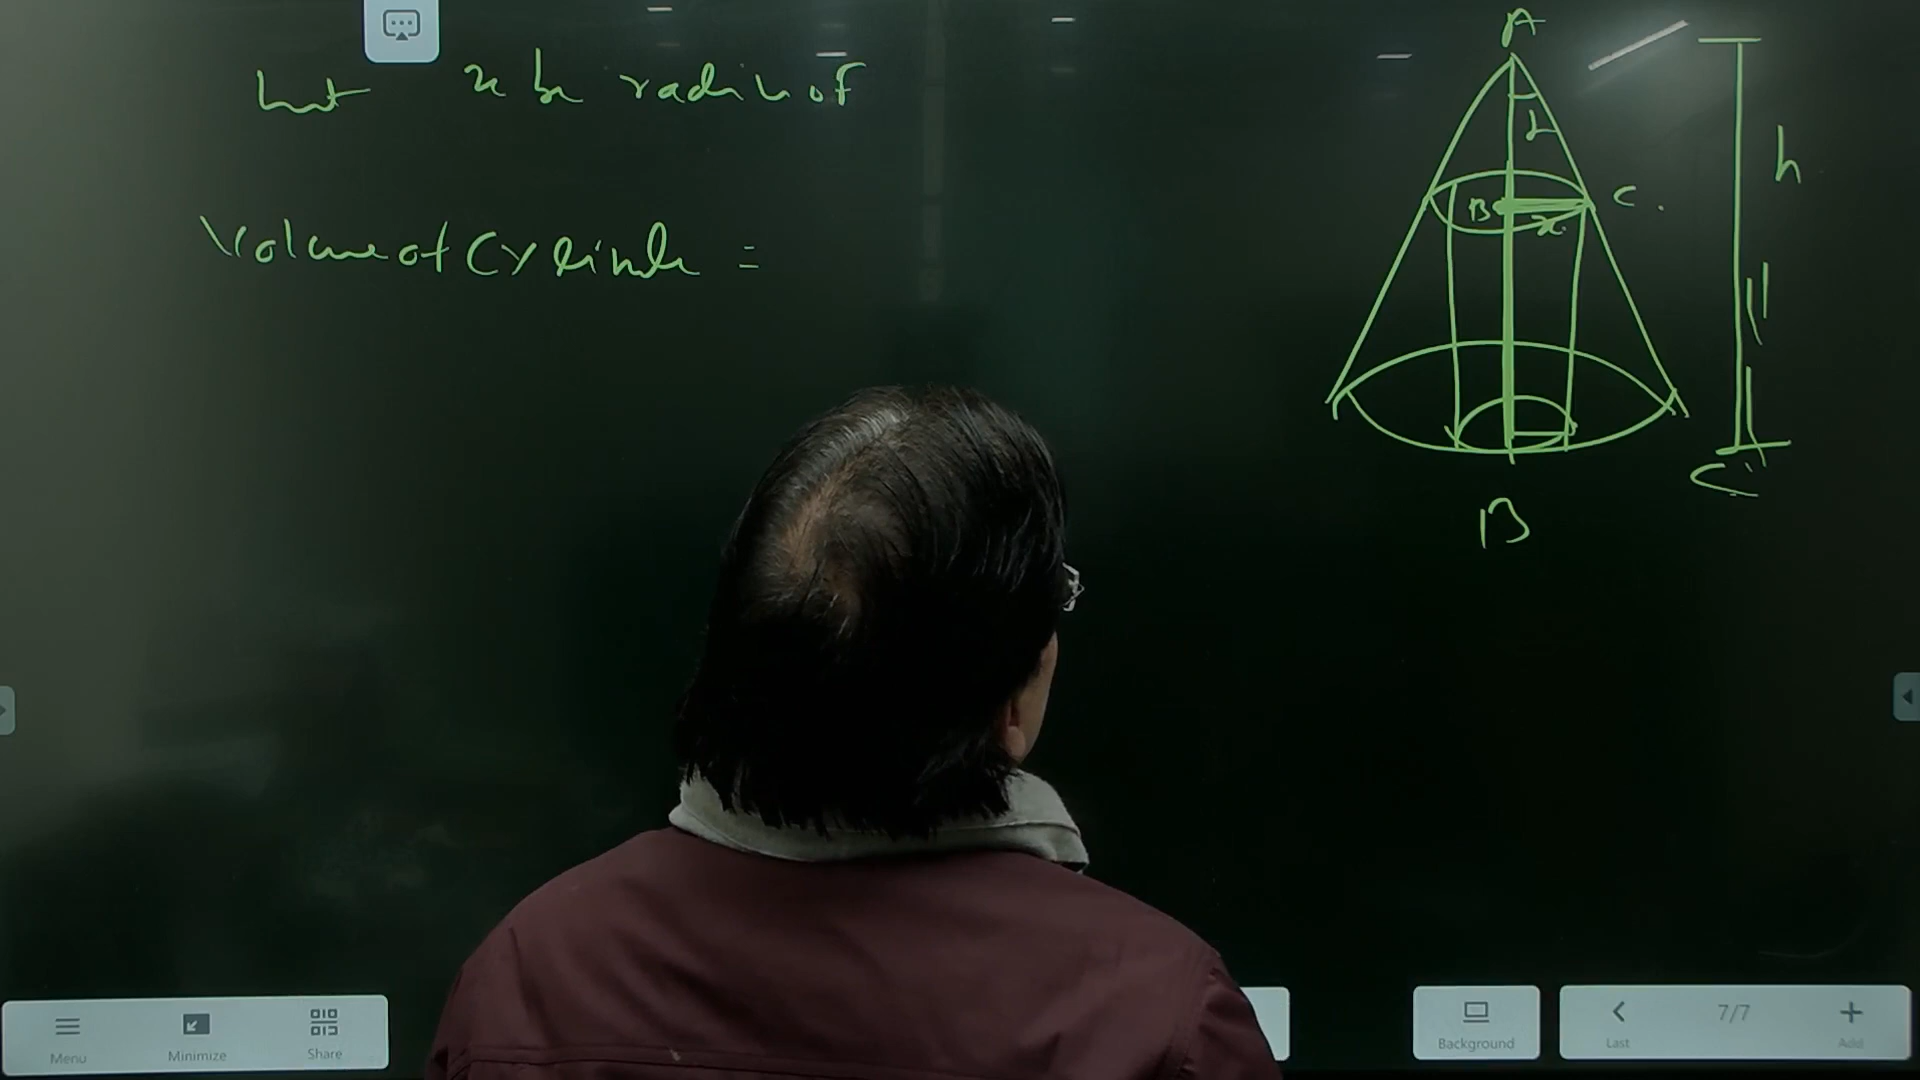 Let x be radius of
Volume of Cylinder =
A
α
h
B
C
x
C
B
Menu
Minimize
Share
Background
Last
7/7
Add